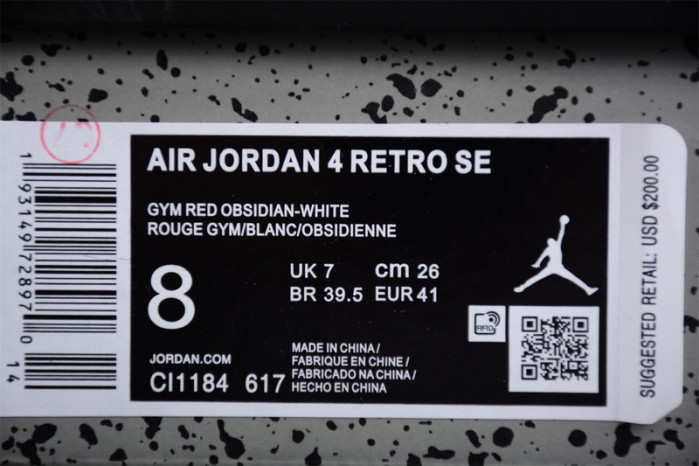 AIR JORDAN 4 RETRO SE
GYM RED OBSIDIAN-WHITE
ROUGE GYM/BLANC/OBSIDIENNE
8
UK 7 cm 26
BR 39.5 EUR 41
JORDAN.COM
CI1184 617
MADE IN CHINA /
FABRIQUE EN CHINE /
FABRICADO NA CHINA /
HECHO EN CHINA
RFID
SUGGESTED RETAIL: USD $200.00
1 93149 72897 0
14